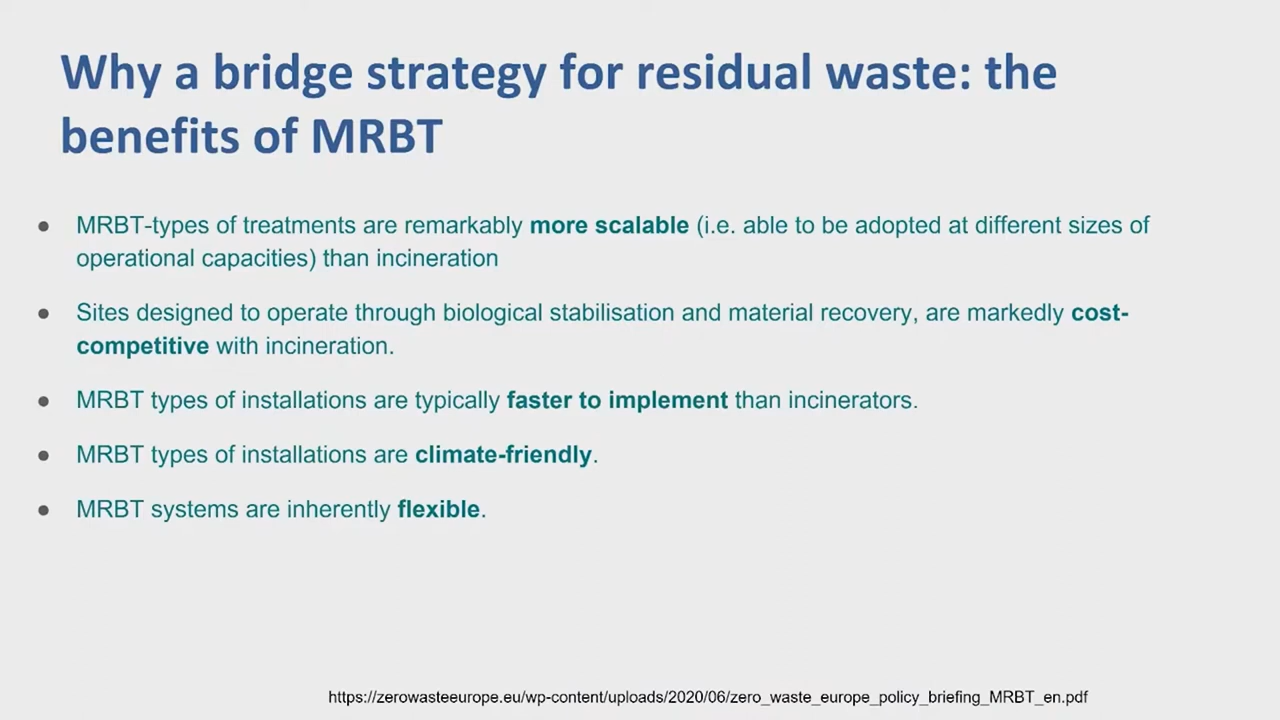 Why a bridge strategy for residual waste: the
benefits of MRBT
● MRBT-types of treatments are remarkably more scalable (i.e. able to be adopted at different sizes of
operational capacities) than incineration
● Sites designed to operate through biological stabilisation and material recovery, are markedly cost-
competitive with incineration.
● MRBT types of installations are typically faster to implement than incinerators.
● MRBT types of installations are climate-friendly.
● MRBT systems are inherently flexible.
https://zerowasteeurope.eu/wp-content/uploads/2020/06/zero_waste_europe_policy_briefing_MRBT_en.pdf